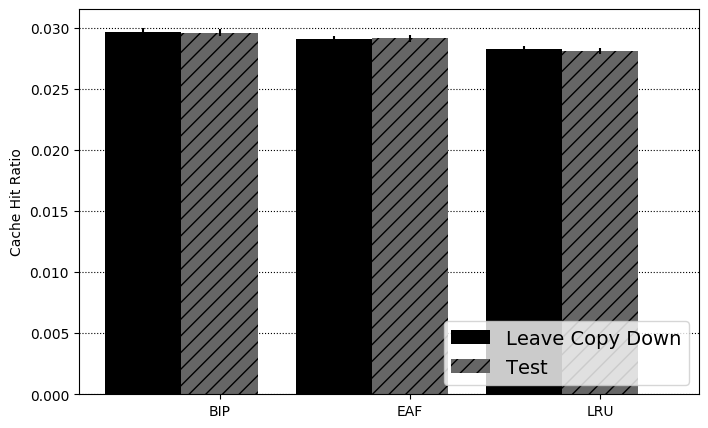 0.030
0.025
0.020
0.015
0.010
0.005
0.000
Cache Hit Ratio
BIP
EAF
LRU
Leave Copy Down
Test